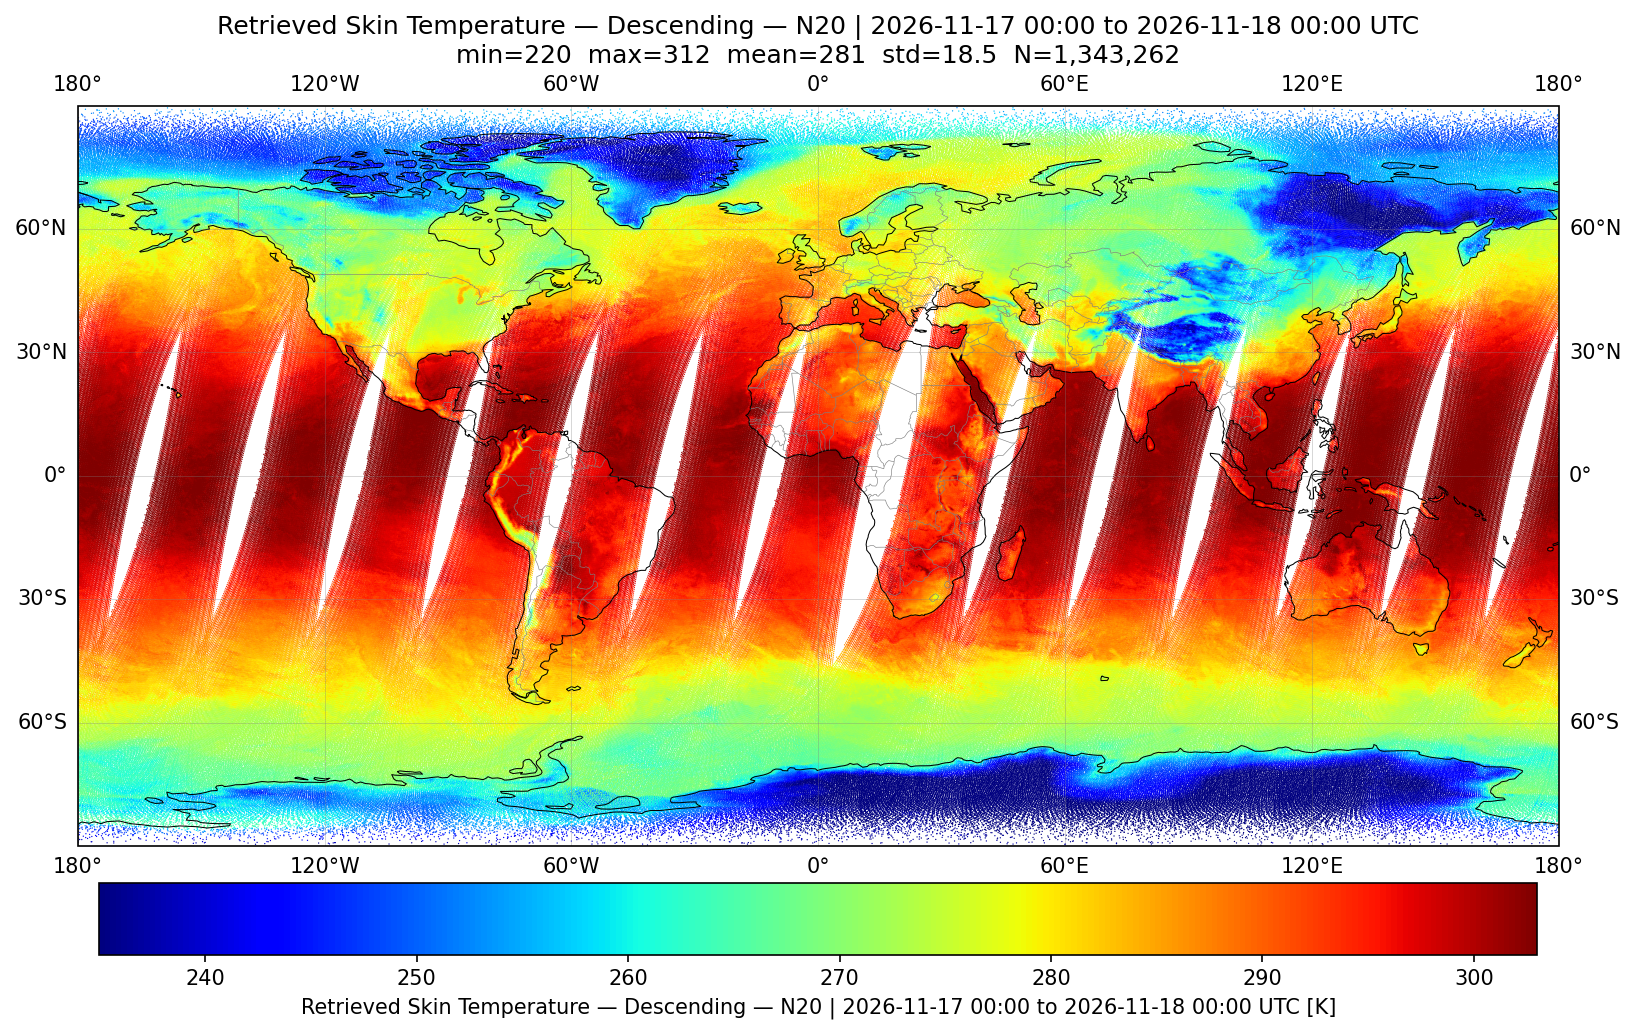 Retrieved Skin Temperature — Descending — N20 | 2026-11-17 00:00 to 2026-11-18 00:00 UTC
min=220  max=312  mean=281  std=18.5  N=1,343,262
180° 120°W 60°W 0° 60°E 120°E 180°
60°N 60°N
30°N 30°N
0° 0°
30°S 30°S
60°S 60°S
180° 120°W 60°W 0° 60°E 120°E 180°
240 250 260 270 280 290 300
Retrieved Skin Temperature — Descending — N20 | 2026-11-17 00:00 to 2026-11-18 00:00 UTC [K]